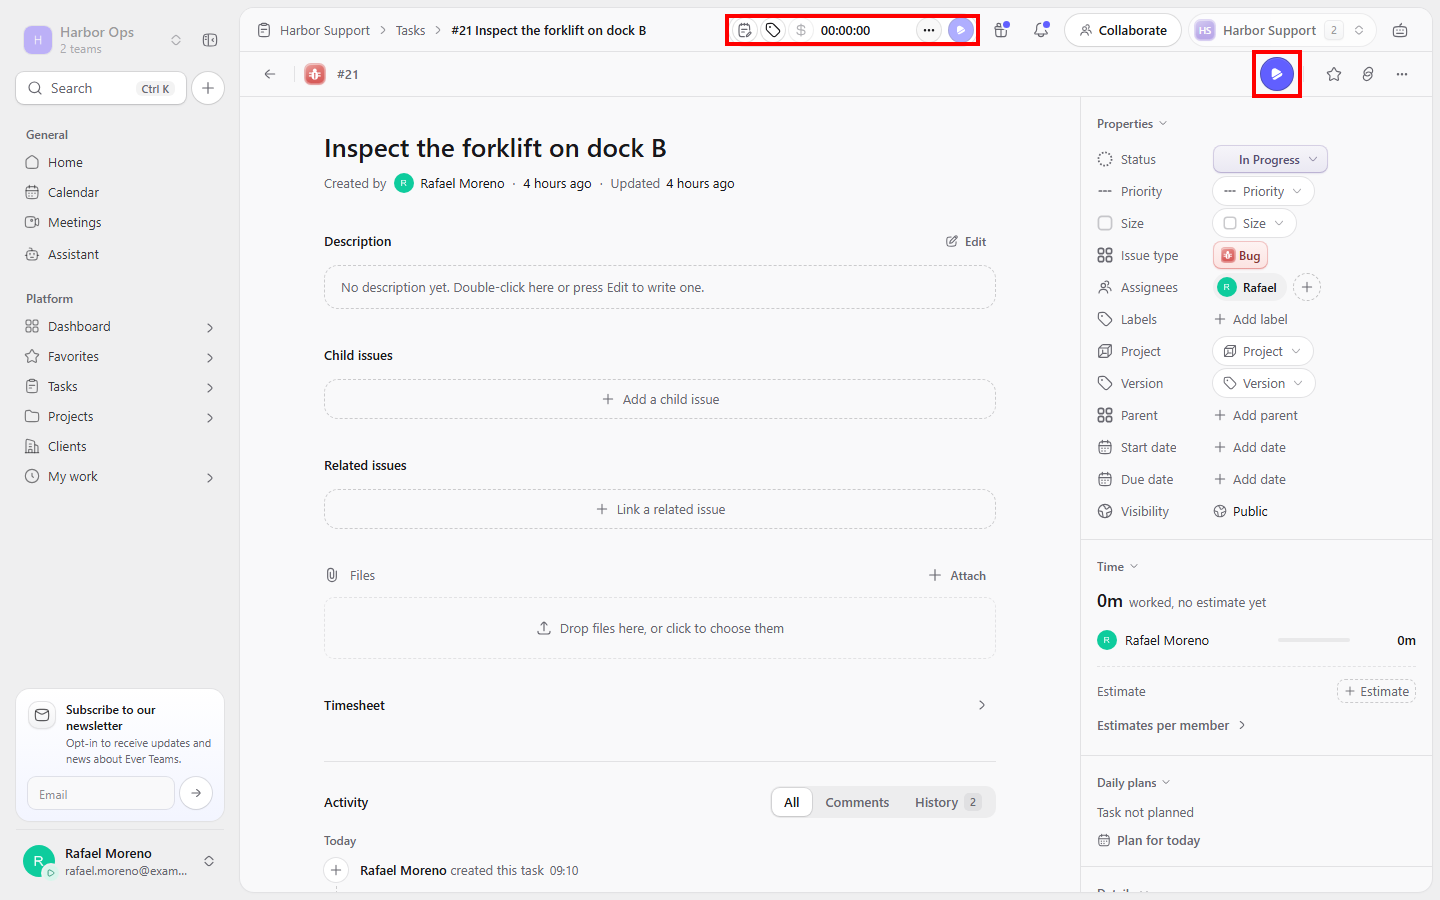 H
Harbor Ops
2 teams
Search
Ctrl K
General
Home
Calendar
Meetings
Assistant
Platform
Dashboard
Favorites
Tasks
Projects
Clients
My work
Subscribe to our
newsletter
Opt-in to receive updates and
news about Ever Teams.
Email
R
Rafael Moreno
rafael.moreno@exam...
Harbor Support
Tasks
#21 Inspect the forklift on dock B
$
00:00:00
Collaborate
HS
Harbor Support
2
#21
Inspect the forklift on dock B
Created by
R
Rafael Moreno
·
4 hours ago
·
Updated
4 hours ago
Description
Edit
No description yet. Double-click here or press Edit to write one.
Child issues
Add a child issue
Related issues
Link a related issue
Files
Attach
Drop files here, or click to choose them
Timesheet
Activity
All
Comments
History
2
Today
Rafael Moreno created this task 09:10
Properties
Status
In Progress
Priority
Priority
Size
Size
Issue type
Bug
Assignees
R
Rafael
Labels
Add label
Project
Project
Version
Version
Parent
Add parent
Start date
Add date
Due date
Add date
Visibility
Public
Time
0m worked, no estimate yet
R
Rafael Moreno
0m
Estimate
Estimate
Estimates per member
Daily plans
Task not planned
Plan for today